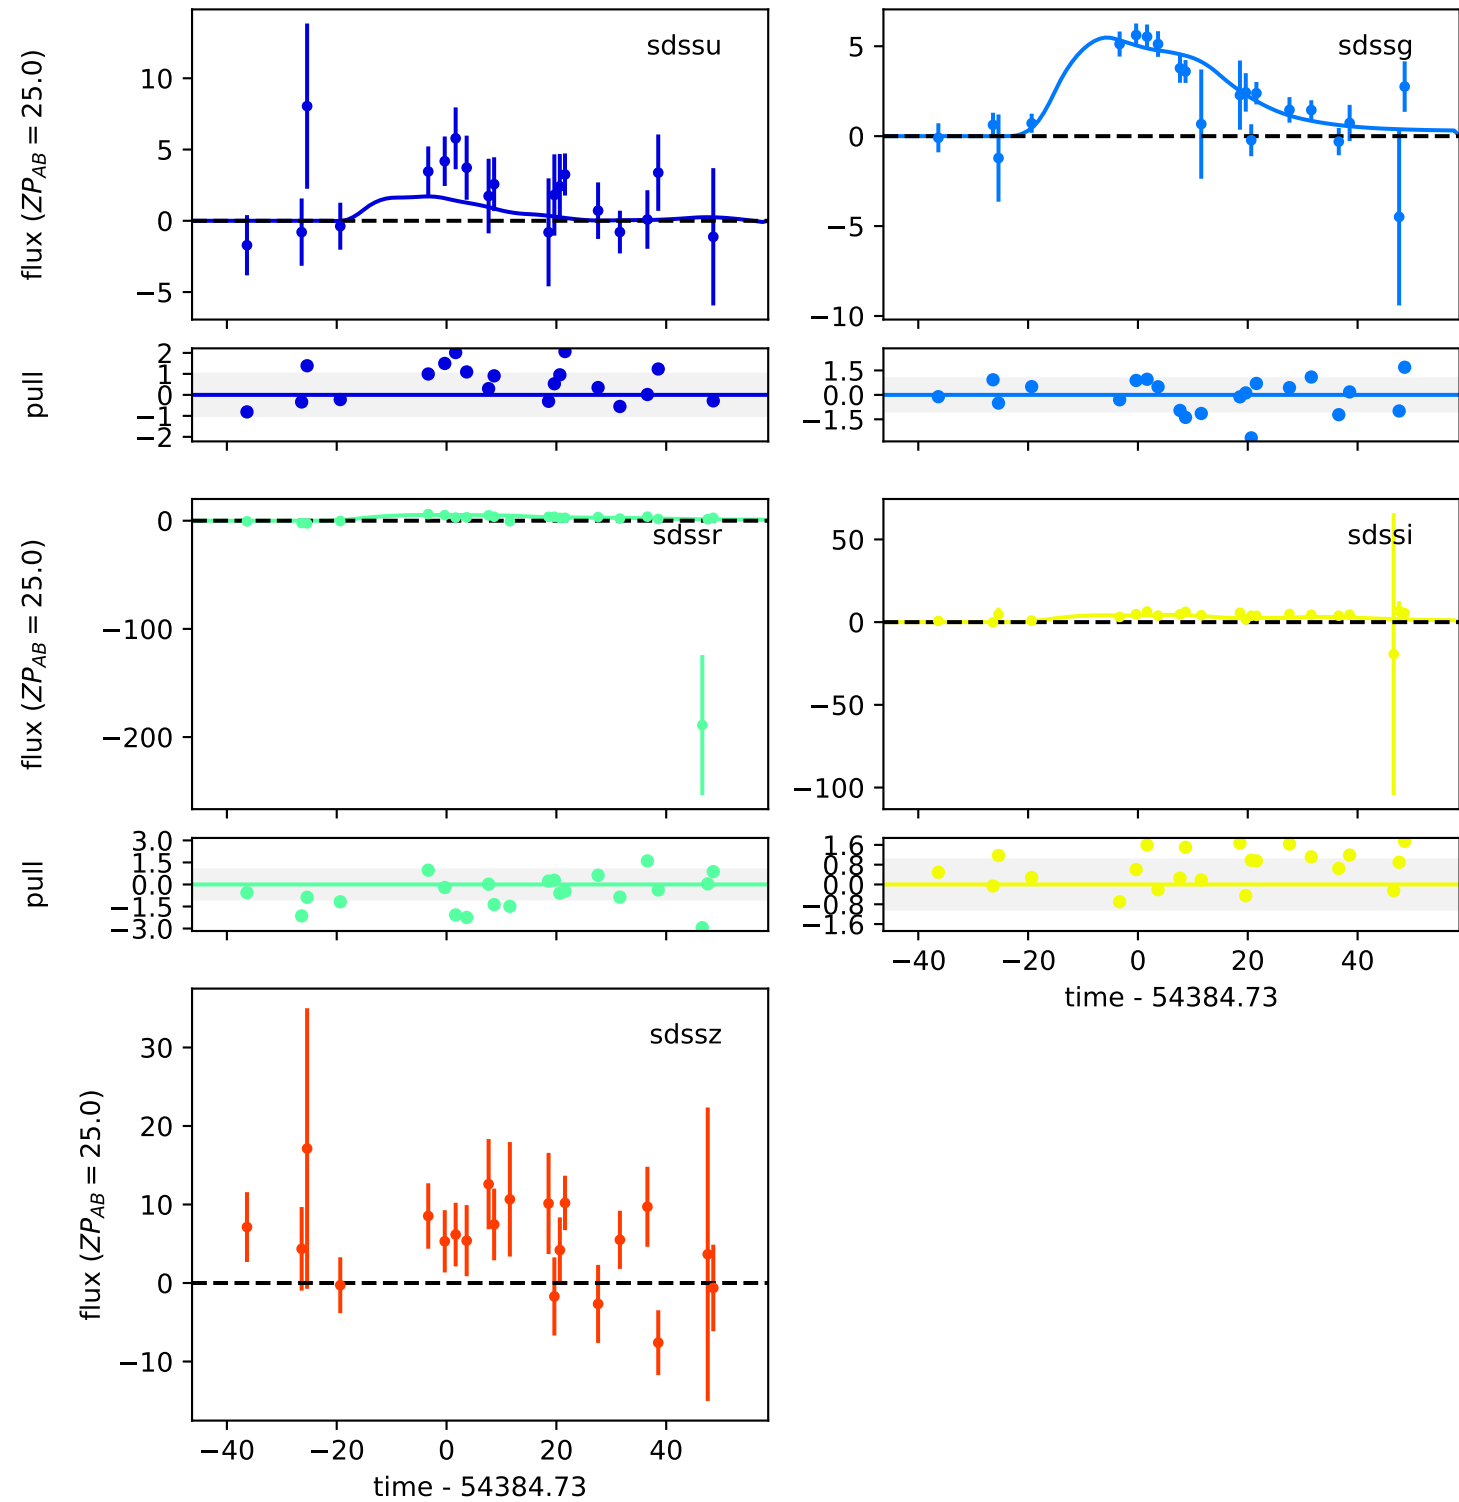 sdssu
10
5
0
−5
flux (ZP_AB = 25.0)
sdssg
5
0
−5
−10
2
1
0
−1
−2
pull
1.5
0.0
−1.5
sdssr
0
−100
−200
flux (ZP_AB = 25.0)
sdssi
50
0
−50
−100
3.0
1.5
0.0
−1.5
−3.0
pull
1.6
0.8
0.0
−0.8
−1.6
−40 −20 0 20 40
time - 54384.73
sdssz
30
20
10
0
−10
flux (ZP_AB = 25.0)
−40 −20 0 20 40
time - 54384.73